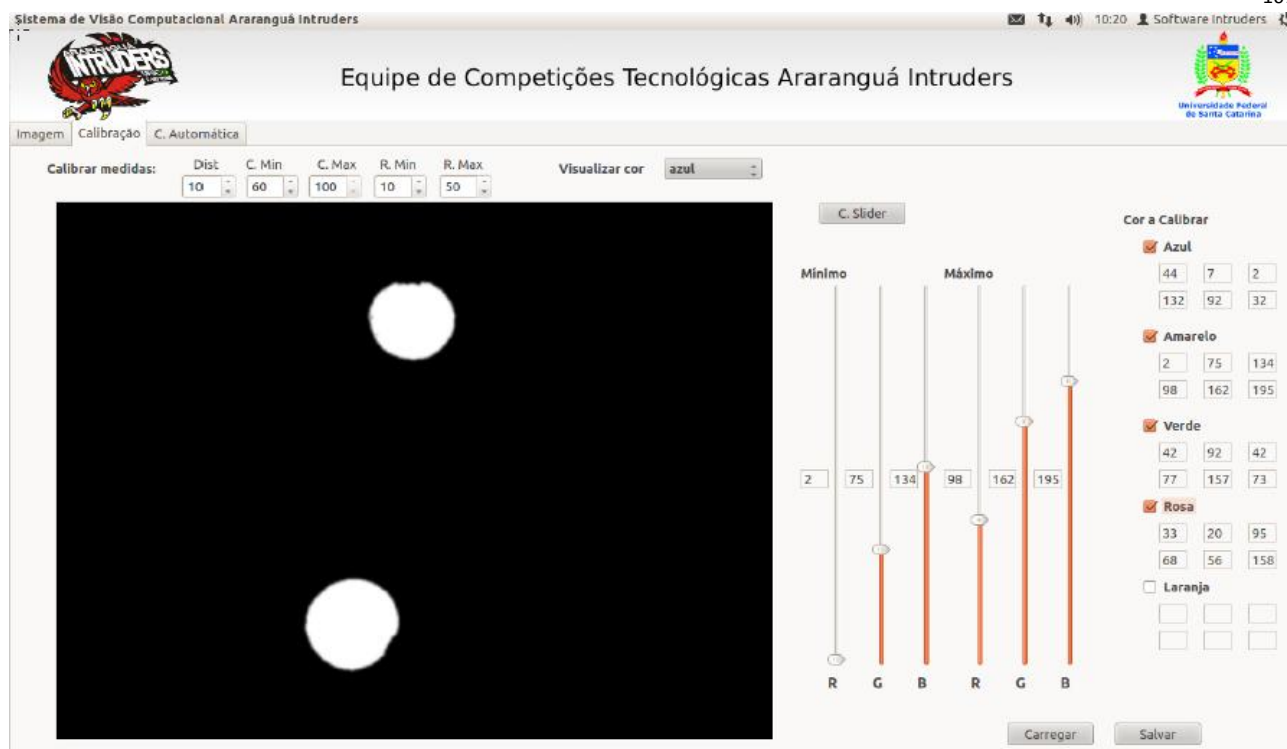 Sistema de Visão Computacional Araranguá Intruders 10:20 Software Intruders
INTRUDERS
Equipe de Competições Tecnológicas Araranguá Intruders
Universidade Federal
de Santa Catarina
Imagem Calibração C. Automática
Calibrar medidas: Dist C. Min C. Max R. Min R. Max Visualizar cor azul
10 60 100 10 50
C. Slider
Cor a Calibrar
Azul
44 7 2
132 92 32
Mínimo Máximo
Amarelo
2 75 134
98 162 195
Verde
42 92 42
77 157 73
2 75 134 98 162 195
Rosa
33 20 95
68 56 158
Laranja
R G B R G B
Carregar Salvar